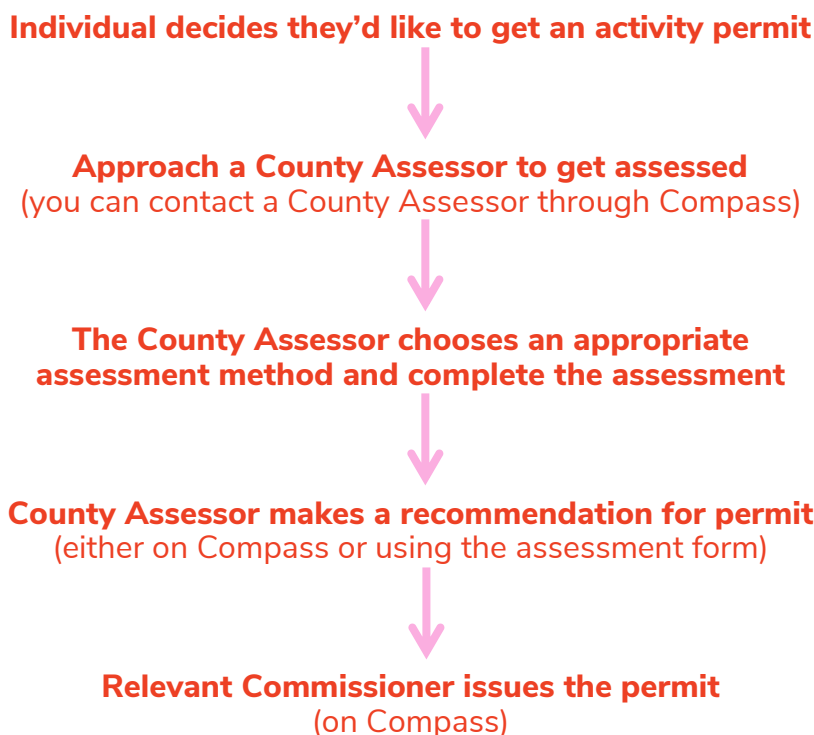 Individual decides they’d like to get an activity permit
Approach a County Assessor to get assessed
(you can contact a County Assessor through Compass)
The County Assessor chooses an appropriate
assessment method and complete the assessment
County Assessor makes a recommendation for permit
(either on Compass or using the assessment form)
Relevant Commissioner issues the permit
(on Compass)